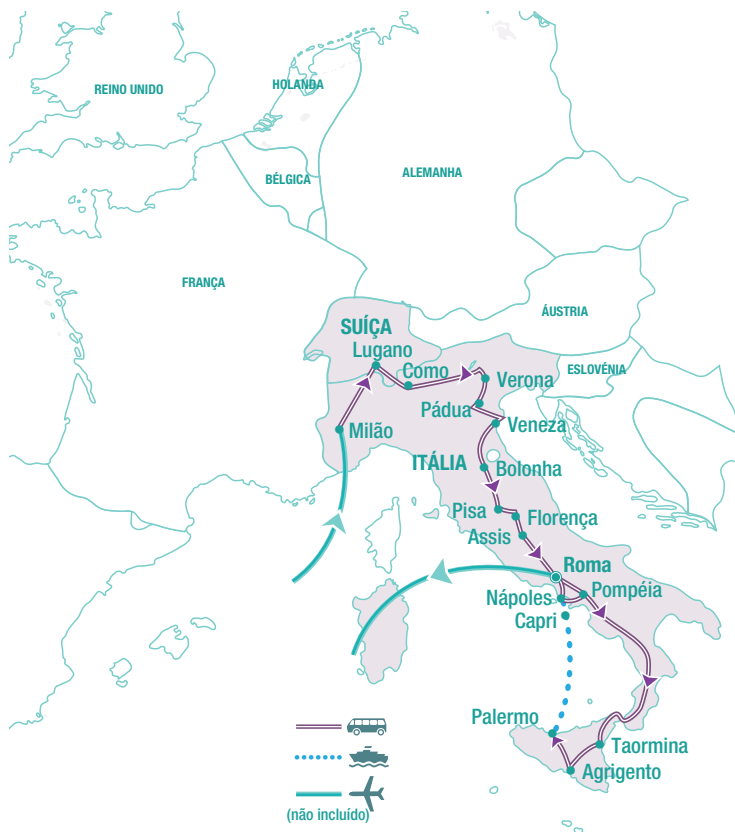 REINO UNIDO
HOLANDA
BÉLGICA
ALEMANHA
FRANÇA
ÁUSTRIA
SUÍÇA
Lugano
Como
ESLOVÉNIA
Verona
Pádua
Veneza
Milão
ITÁLIA
Bolonha
Pisa
Florença
Assis
Roma
Nápoles
Pompéia
Capri
Palermo
Taormina
Agrigento
(não incluído)